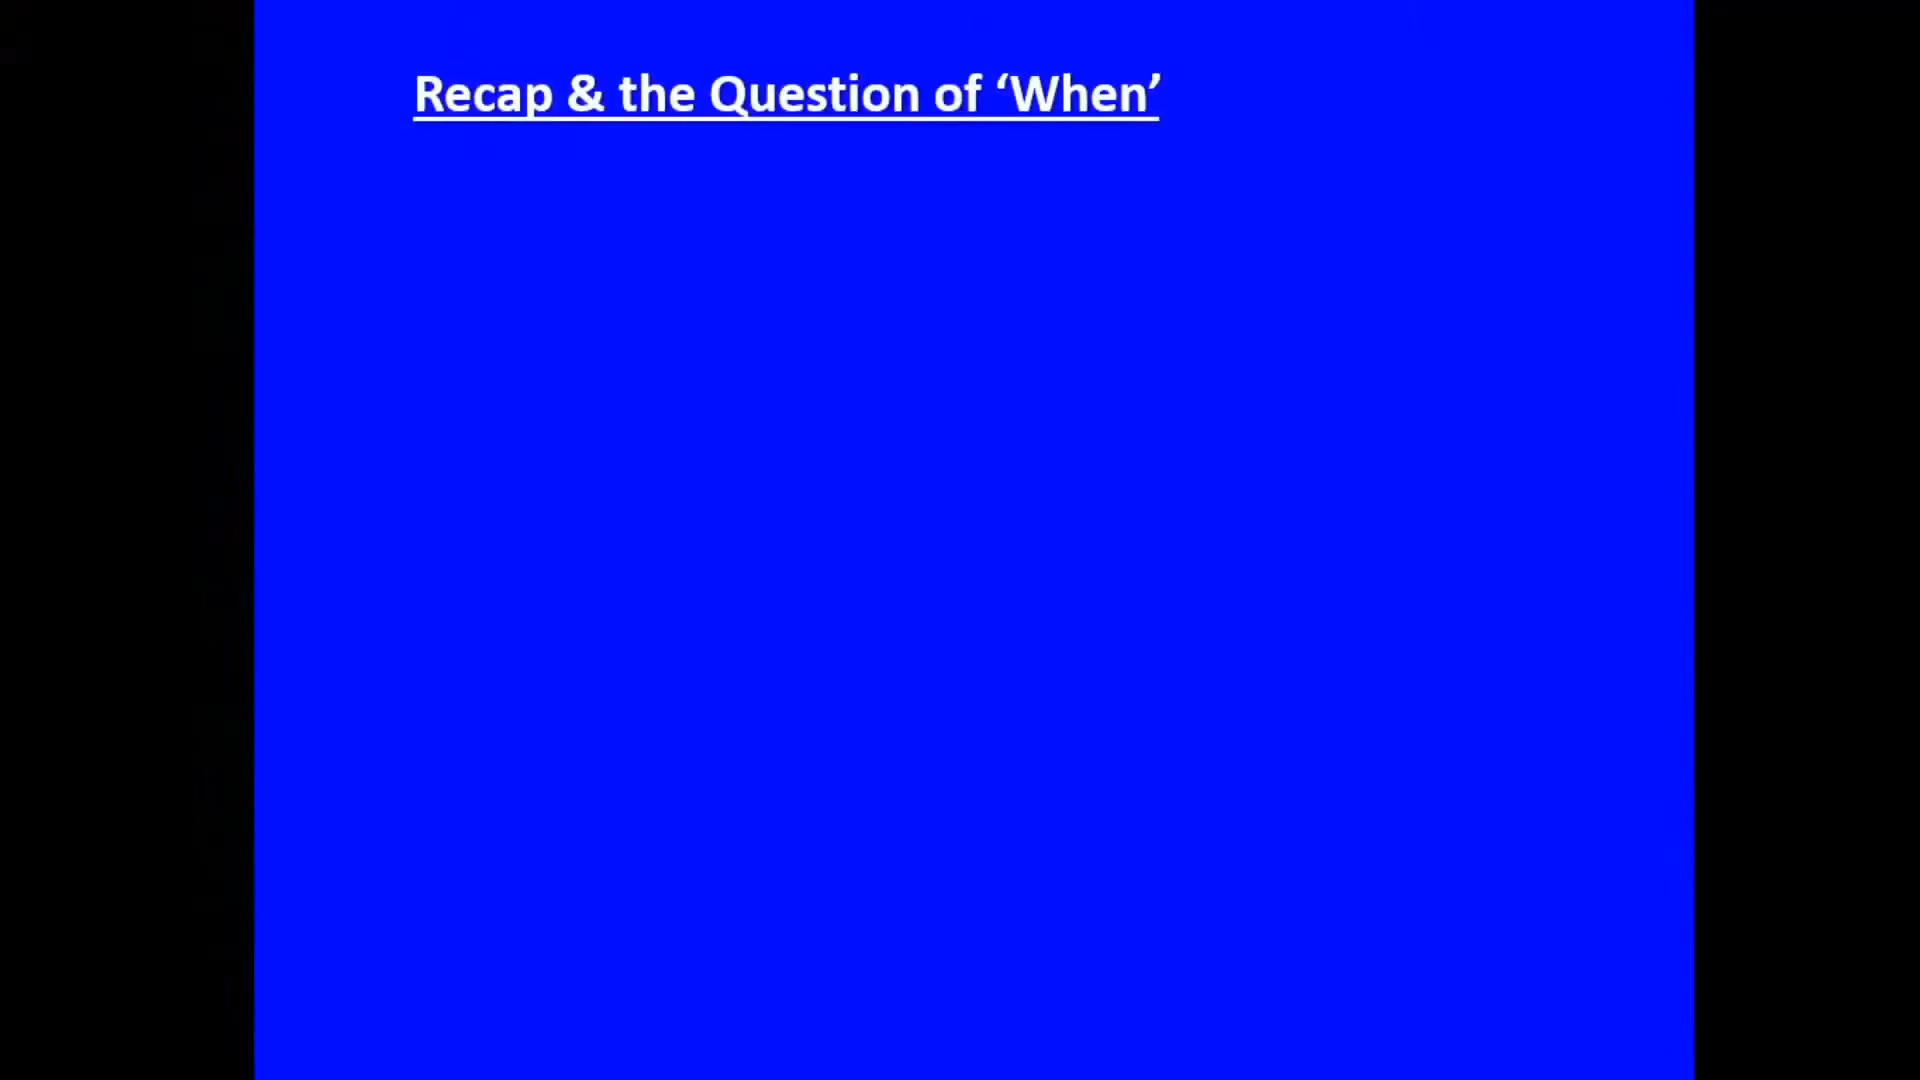 Recap & the Question of ‘When’